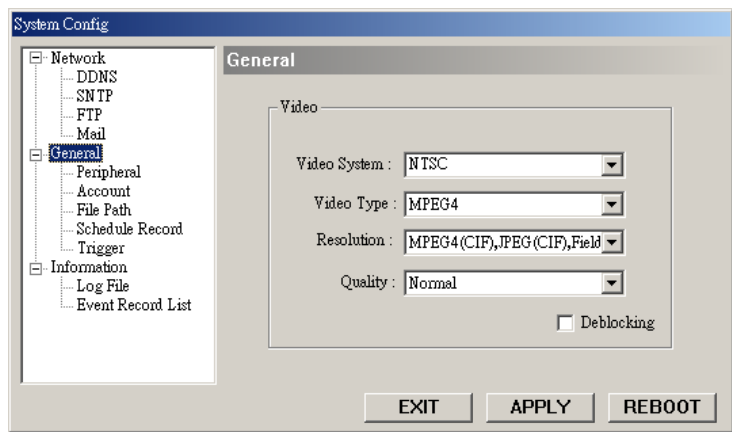 System Config
Network
DDNS
SNTP
FTP
Mail
General
Peripheral
Account
File Path
Schedule Record
Trigger
Information
Log File
Event Record List
General
Video
Video System : NTSC
Video Type : MPEG4
Resolution : MPEG4(CIF),JPEG(CIF),Field
Quality : Normal
Deblocking
EXIT APPLY REBOOT